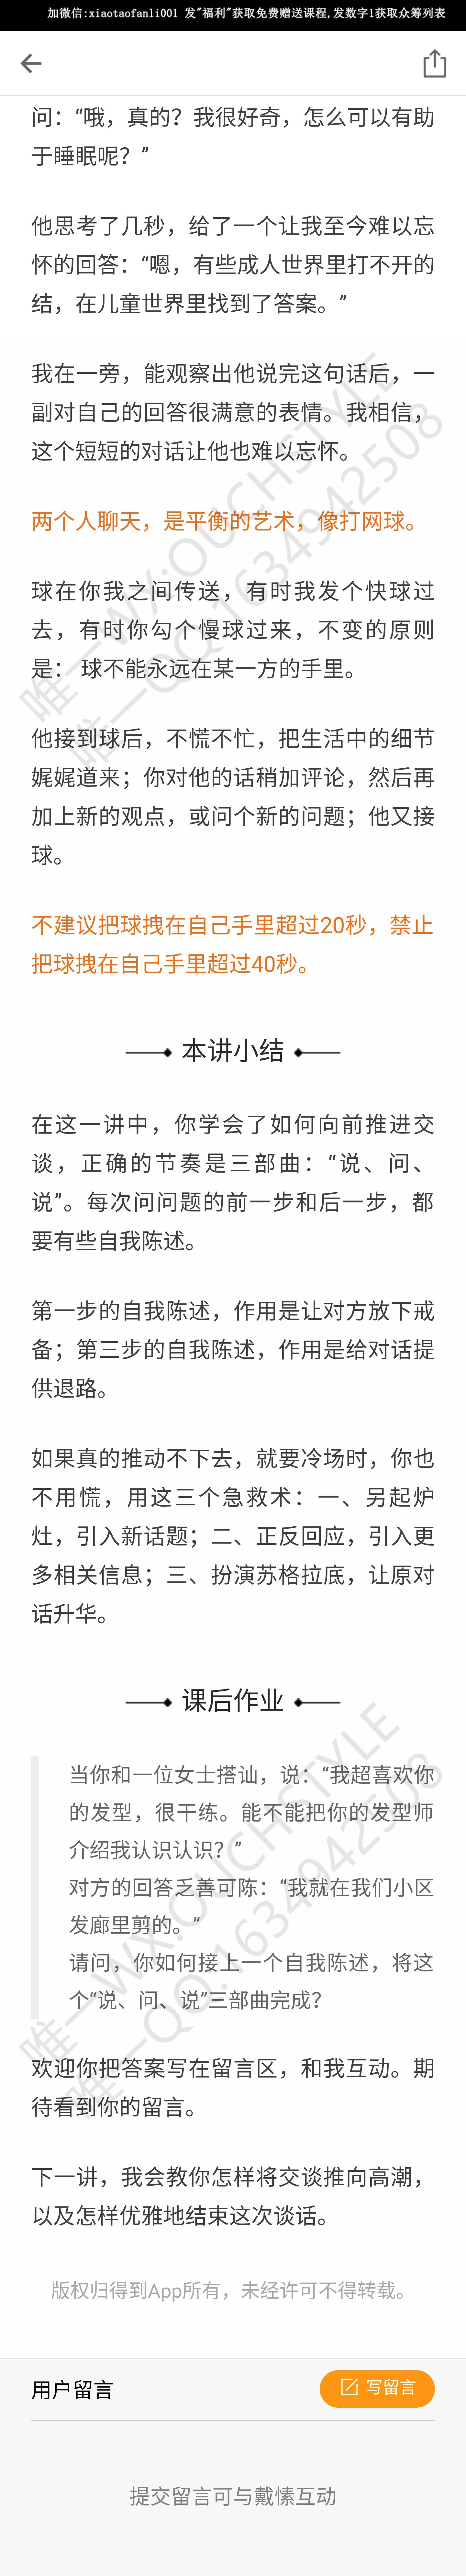 加微信:xiaotaofanli001 发"福利"获取免费赠送课程,发数字1获取众筹列表
问：“哦，真的？我很好奇，怎么可以有助
于睡眠呢？”
他思考了几秒，给了一个让我至今难以忘
怀的回答：“嗯，有些成人世界里打不开的
结，在儿童世界里找到了答案。”
我在一旁，能观察出他说完这句话后，一
副对自己的回答很满意的表情。我相信，
这个短短的对话让他也难以忘怀。
两个人聊天，是平衡的艺术，像打网球。
球在你我之间传送，有时我发个快球过
去，有时你勾个慢球过来，不变的原则
是： 球不能永远在某一方的手里。
他接到球后，不慌不忙，把生活中的细节
娓娓道来；你对他的话稍加评论，然后再
加上新的观点，或问个新的问题；他又接
球。
不建议把球拽在自己手里超过20秒，禁止
把球拽在自己手里超过40秒。
本讲小结
在这一讲中，你学会了如何向前推进交
谈，正确的节奏是三部曲：“说、问、
说”。每次问问题的前一步和后一步，都
要有些自我陈述。
第一步的自我陈述，作用是让对方放下戒
备；第三步的自我陈述，作用是给对话提
供退路。
如果真的推动不下去，就要冷场时，你也
不用慌，用这三个急救术：一、另起炉
灶，引入新话题；二、正反回应，引入更
多相关信息；三、扮演苏格拉底，让原对
话升华。
课后作业
当你和一位女士搭讪，说：“我超喜欢你
的发型，很干练。能不能把你的发型师
介绍我认识认识？”
对方的回答乏善可陈：“我就在我们小区
发廊里剪的。”
请问，你如何接上一个自我陈述，将这
个“说、问、说”三部曲完成？
欢迎你把答案写在留言区，和我互动。期
待看到你的留言。
下一讲，我会教你怎样将交谈推向高潮，
以及怎样优雅地结束这次谈话。
版权归得到App所有，未经许可不得转载。
用户留言
写留言
提交留言可与戴愫互动
唯一WX:OUCHSTYLE
唯一QQ:1634942508
唯一WX:OUCHSTYLE
唯一QQ:1634942508